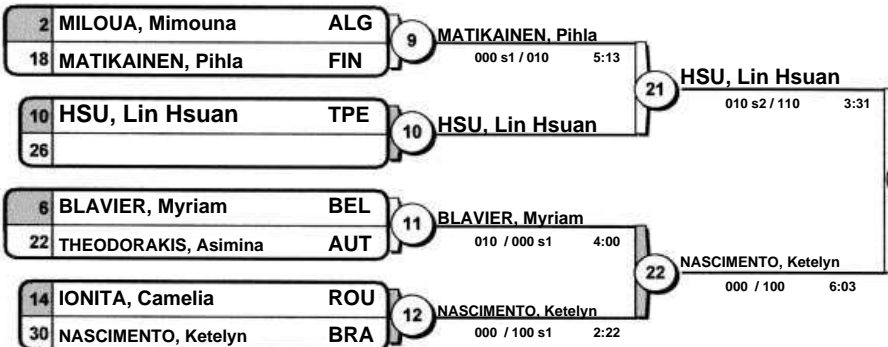 2 MILOUA, Mimouna ALG
18 MATIKAINEN, Pihla FIN
9
MATIKAINEN, Pihla
000 s1 / 010 5:13
10 HSU, Lin Hsuan TPE
26
10
HSU, Lin Hsuan
21
HSU, Lin Hsuan
010 s2 / 110 3:31
6 BLAVIER, Myriam BEL
22 THEODORAKIS, Asimina AUT
11
BLAVIER, Myriam
010 / 000 s1 4:00
14 IONITA, Camelia ROU
30 NASCIMENTO, Ketelyn BRA
12
NASCIMENTO, Ketelyn
000 / 100 s1 2:22
22
NASCIMENTO, Ketelyn
000 / 100 6:03